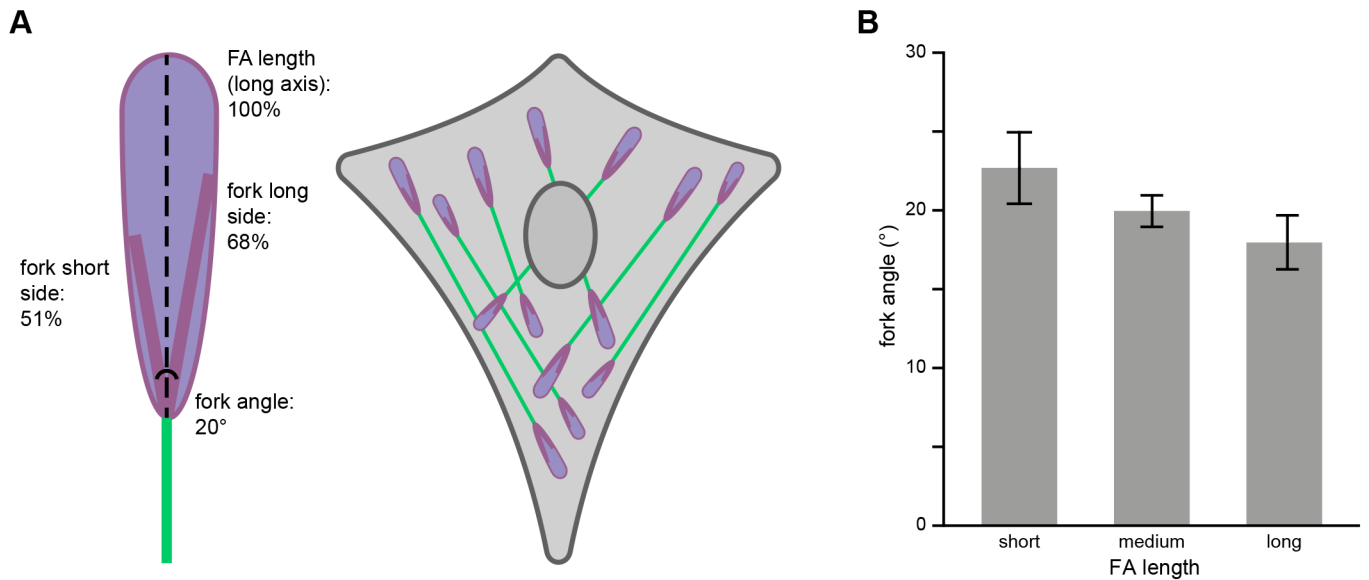 A
FA length
(long axis):
100%
fork long
side:
68%
fork short
side:
51%
fork angle:
20°
B
30
20
10
0
fork angle (°)
short
medium
long
FA length